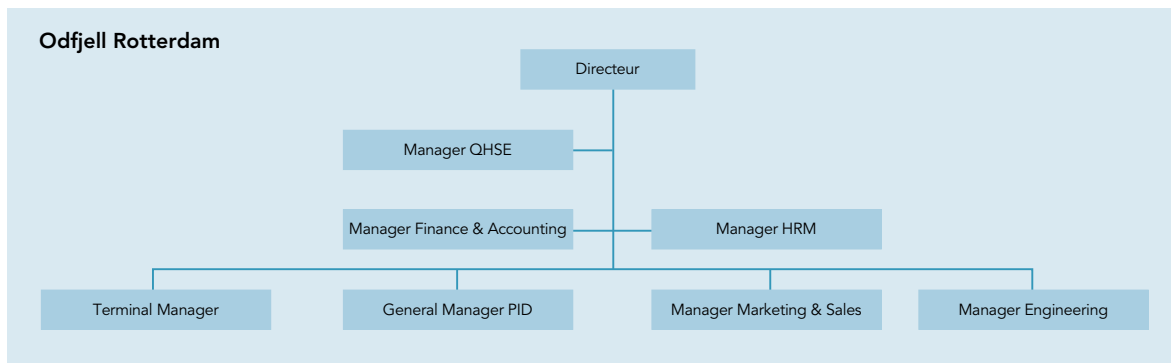 Odfjell Rotterdam
Directeur
Manager QHSE
Manager Finance & Accounting
Manager HRM
Terminal Manager
General Manager PID
Manager Marketing & Sales
Manager Engineering